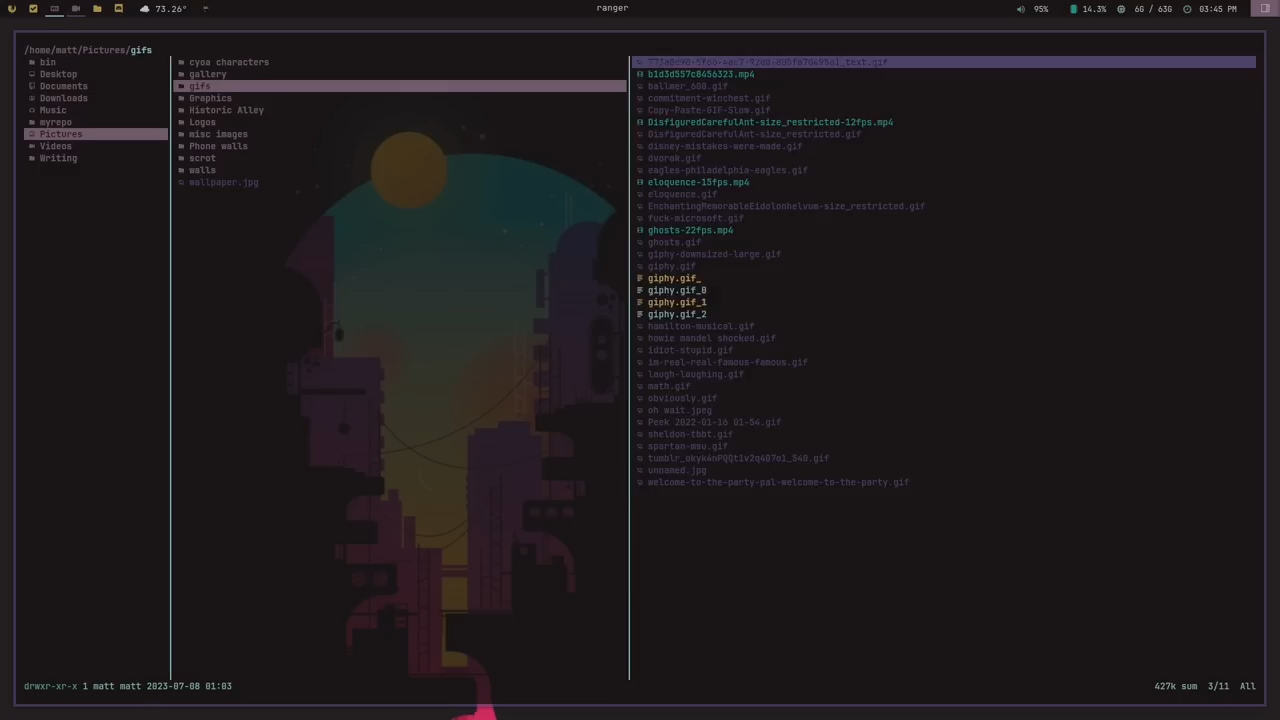 73.26°
ranger
95%
14.3%
6G / 63G
03:45 PM
/home/matt/Pictures/gifs
bin
Desktop
Documents
Downloads
Music
myrepo
Pictures
Videos
Writing
cyoa characters
gallery
gifs
Graphics
Historic Alley
Logos
misc images
Phone walls
scrot
walls
wallpaper.jpg
b1d3d557c8456323.mp4
ballmer_600.gif
commitment-winchest.gif
Copy-Paste-GIF-Slow.gif
DisfiguredCarefulAnt-size_restricted-12fps.mp4
DisfiguredCarefulAnt-size_restricted.gif
disney-mistakes-were-made.gif
dvorak.gif
eagles-philadelphia-eagles.gif
eloquence-15fps.mp4
eloquence.gif
EnchantingMemorableEidolonhelvum-size_restricted.gif
fuck-microsoft.gif
ghosts-22fps.mp4
ghosts.gif
giphy-downsized-large.gif
giphy.gif
giphy.gif_
giphy.gif_0
giphy.gif_1
giphy.gif_2
hamilton-musical.gif
howie mandel shocked.gif
idiot-stupid.gif
im-real-real-famous-famous.gif
laugh-laughing.gif
math.gif
obviously.gif
oh wait.jpeg
Peek 2022-01-16 01-54.gif
sheldon-tbbt.gif
spartan-msu.gif
tumblr_okyk4nPQQt1v2q407o1_540.gif
unnamed.jpg
welcome-to-the-party-pal-welcome-to-the-party.gif
drwxr-xr-x 1 matt matt 2023-07-08 01:03
427k sum 3/11 All